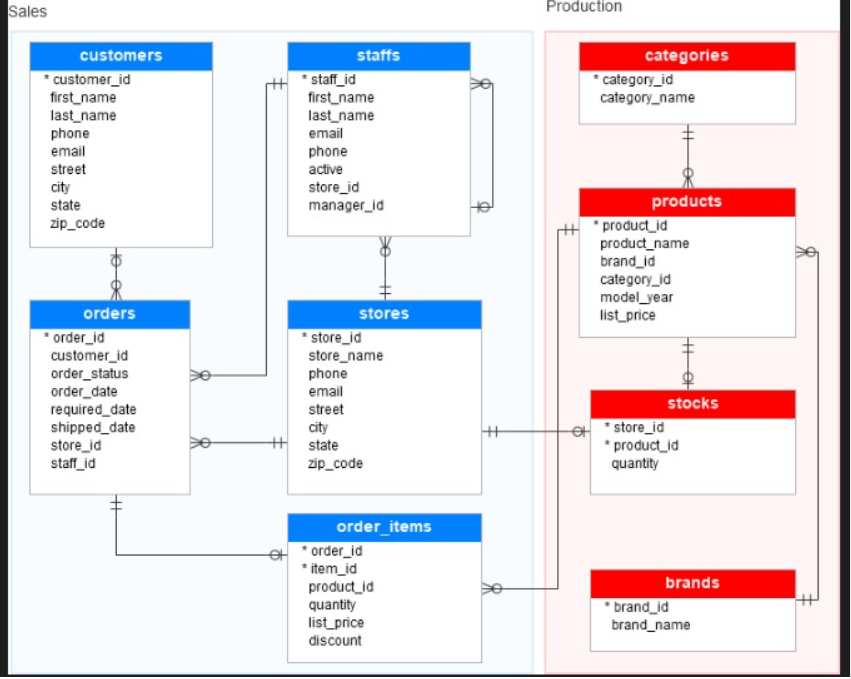 Sales
Production
customers
* customer_id
first_name
last_name
phone
email
street
city
state
zip_code
staffs
* staff_id
first_name
last_name
email
phone
active
store_id
manager_id
categories
* category_id
category_name
products
* product_id
product_name
brand_id
category_id
model_year
list_price
orders
* order_id
customer_id
order_status
order_date
required_date
shipped_date
store_id
staff_id
stores
* store_id
store_name
phone
email
street
city
state
zip_code
stocks
* store_id
* product_id
quantity
order_items
* order_id
* item_id
product_id
quantity
list_price
discount
brands
* brand_id
brand_name